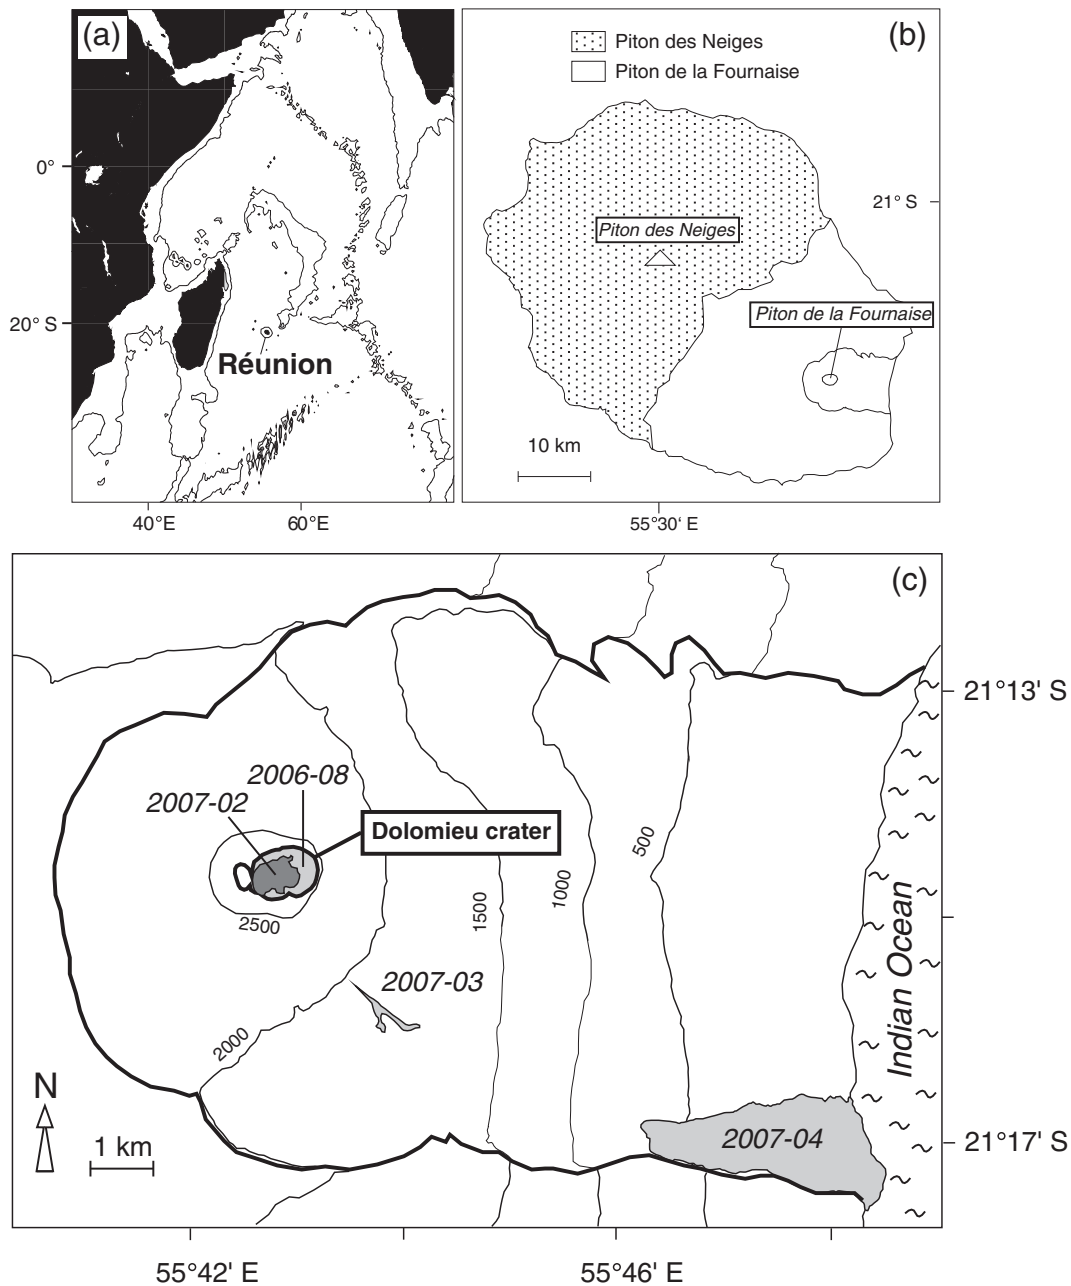 (a)
0°
20° S
Réunion
40°E
60°E
(b)
Piton des Neiges
Piton de la Fournaise
21° S
Piton des Neiges
Piton de la Fournaise
10 km
55°30' E
(c)
21°13' S
2006-08
2007-02
Dolomieu crater
500
1000
1500
2500
2007-03
2000
Indian Ocean
N
1 km
2007-04
21°17' S
55°42' E
55°46' E